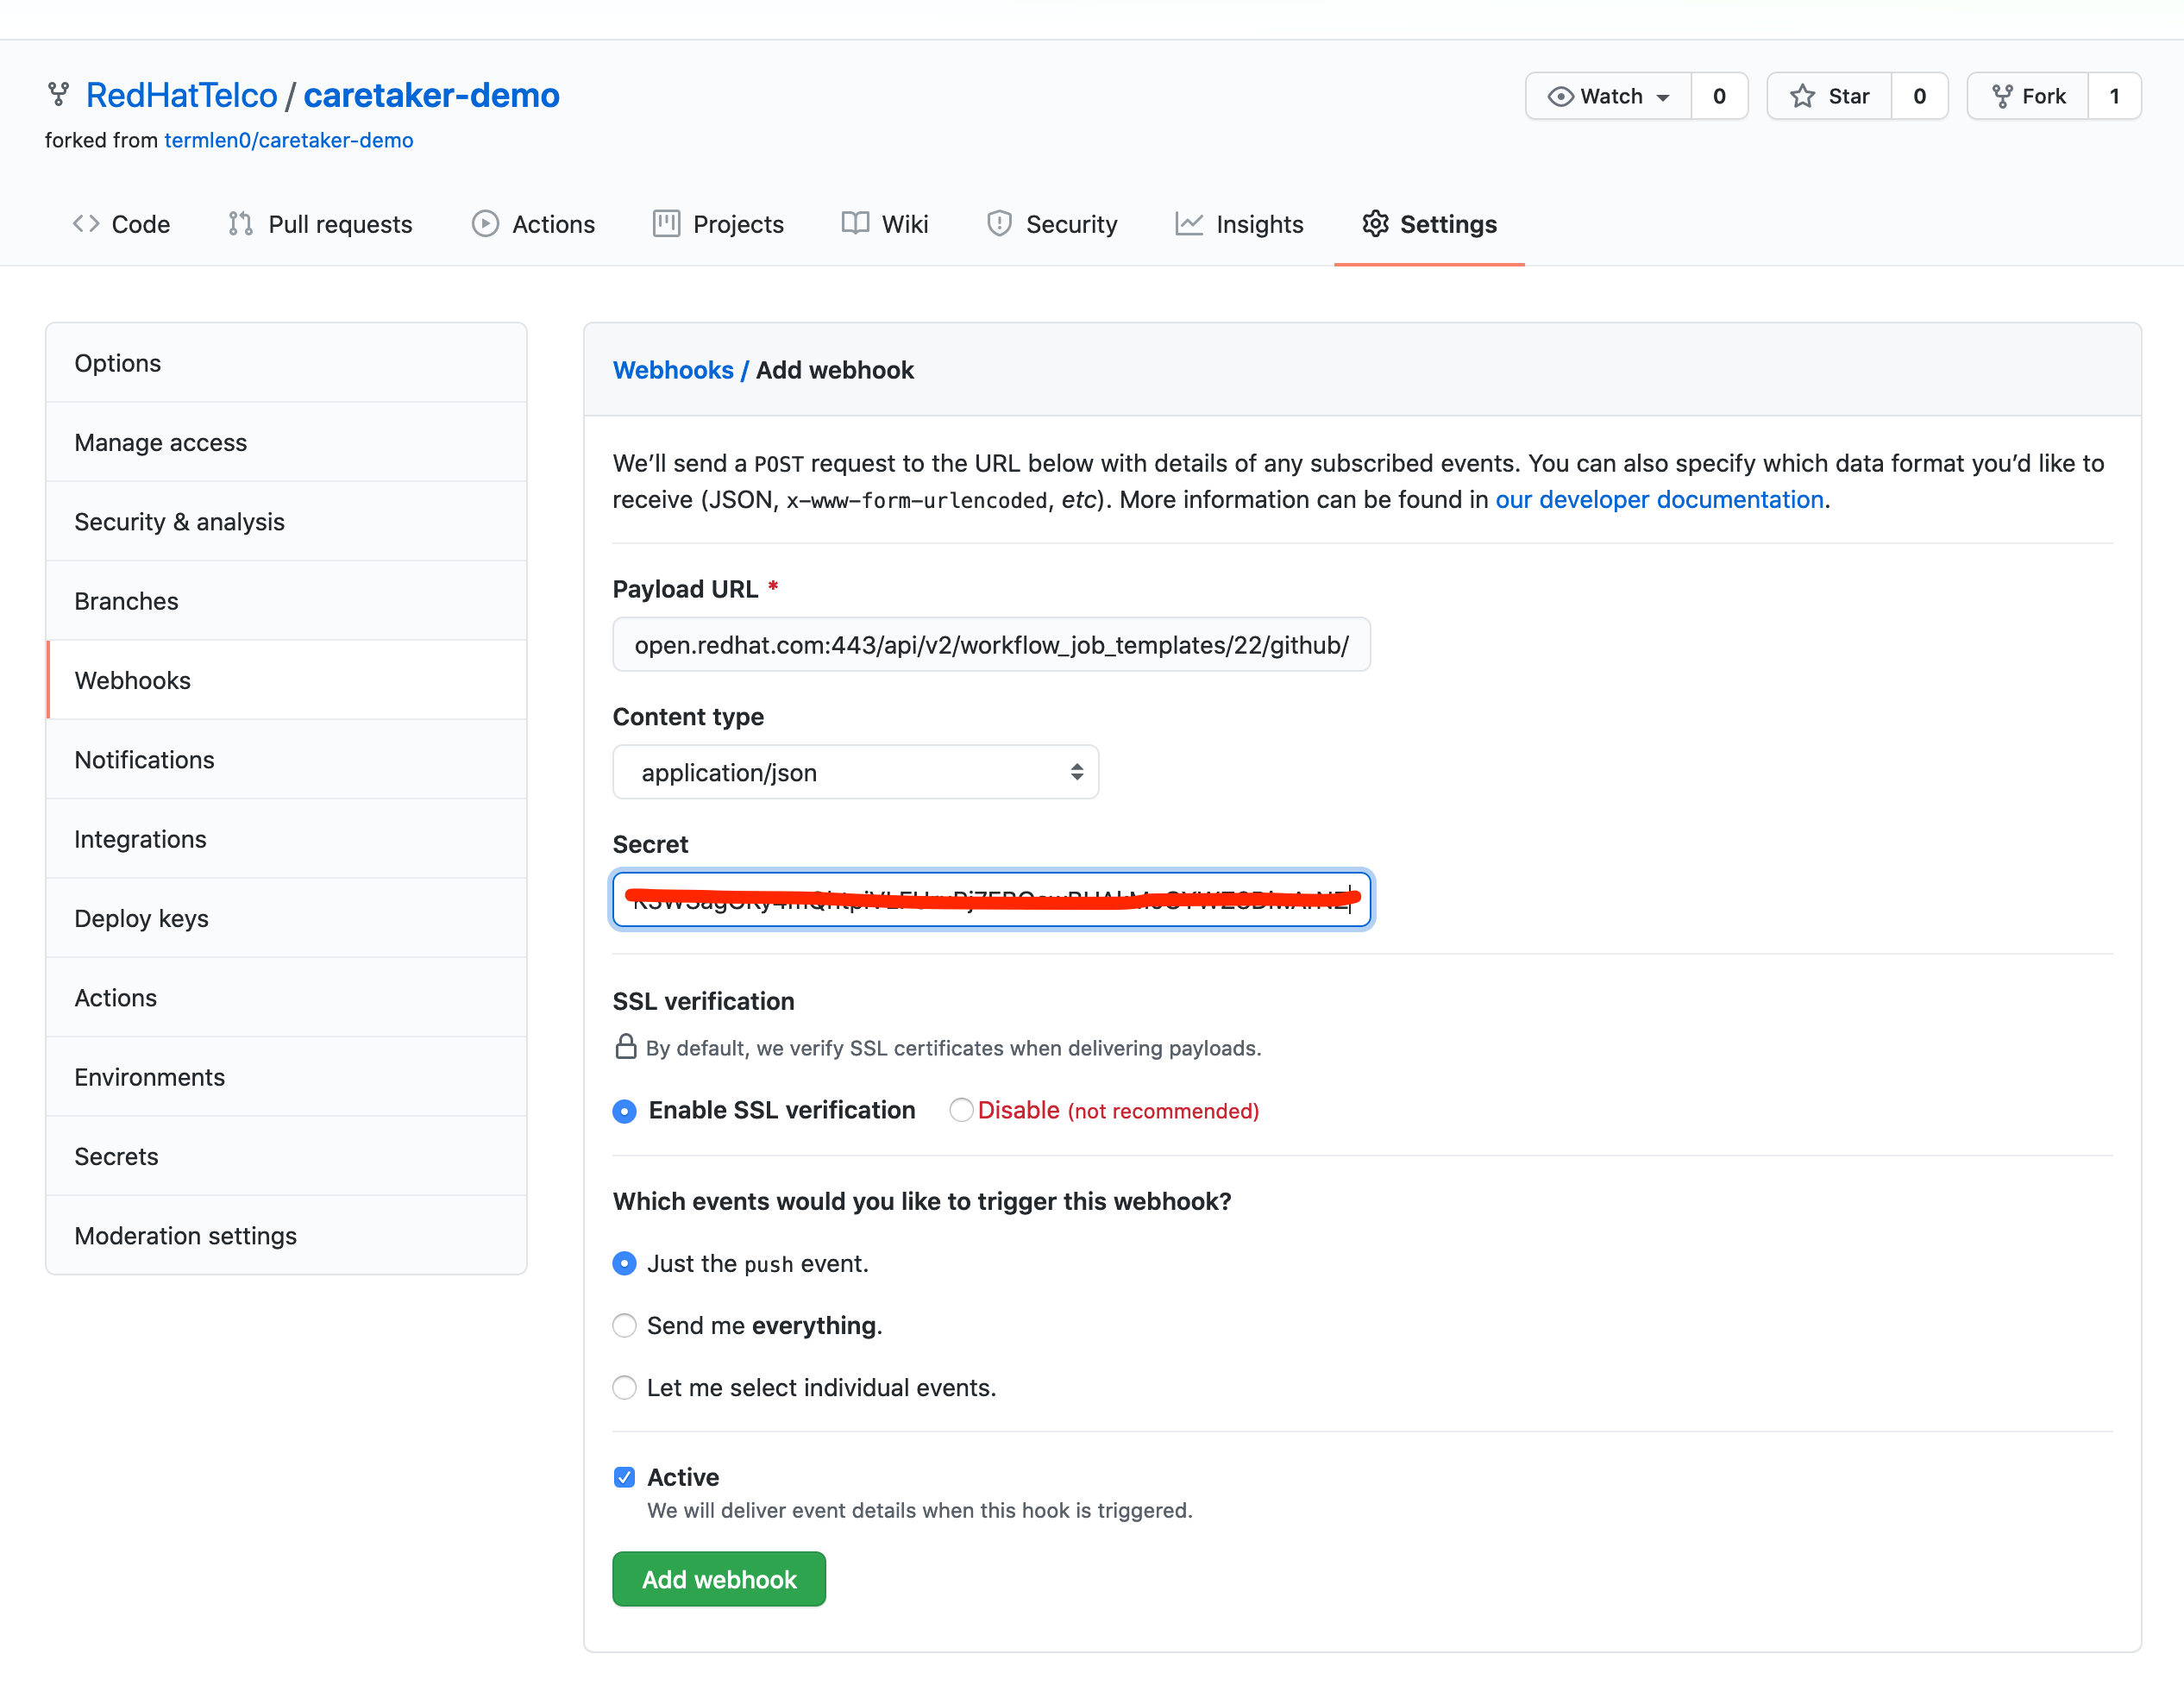 RedHatTelco / caretaker-demo
Watch 0 Star 0 Fork 1
forked from termlen0/caretaker-demo
Code Pull requests Actions Projects Wiki Security Insights Settings
Options
Manage access
Security & analysis
Branches
Webhooks
Notifications
Integrations
Deploy keys
Actions
Environments
Secrets
Moderation settings
Webhooks / Add webhook
We’ll send a POST request to the URL below with details of any subscribed events. You can also specify which data format you’d like to
receive (JSON, x-www-form-urlencoded, etc). More information can be found in our developer documentation.
Payload URL *
open.redhat.com:443/api/v2/workflow_job_templates/22/github/
Content type
application/json
Secret
SSL verification
By default, we verify SSL certificates when delivering payloads.
Enable SSL verification Disable (not recommended)
Which events would you like to trigger this webhook?
Just the push event.
Send me everything.
Let me select individual events.
Active
We will deliver event details when this hook is triggered.
Add webhook